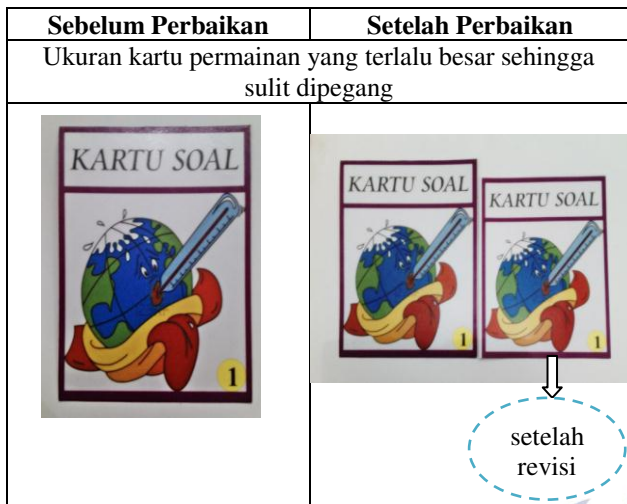 Sebelum Perbaikan
Setelah Perbaikan
Ukuran kartu permainan yang terlalu besar sehingga
sulit dipegang
KARTU SOAL
1
KARTU SOAL
1
KARTU SOAL
1
setelah
revisi